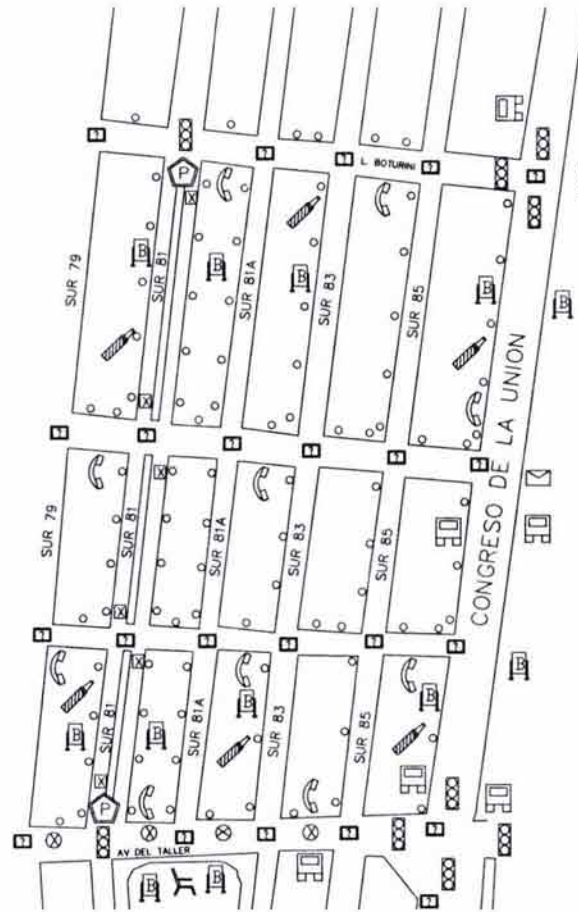 L. BOTURINI
P
X
SUR 79
B
SUR 81
B
SUR 81A
B
SUR 83
SUR 85
B
B
X
CONGRESO DE LA UNION
SUR 79
SUR 81
X
SUR 81A
SUR 83
SUR 85
X
X
B
SUR 81
B
SUR 81A
B
SUR 83
SUR 85
B
B
X
P
X
X
X
AV DEL TALLER
B
B
? ? ? ? ?
? ? ? ? ? ?
? ? ? ? ? ?
? ? ? ? ?